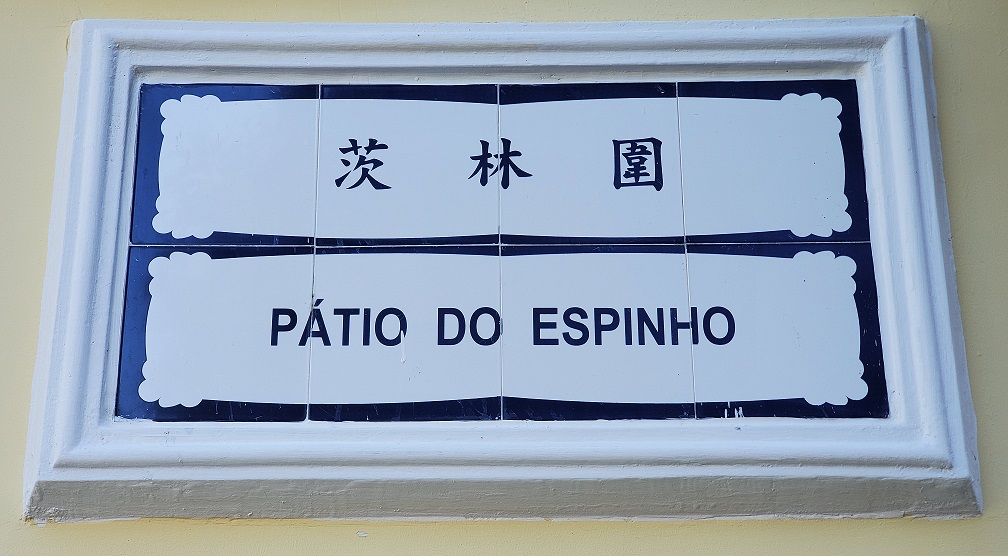 茨林圍
PÁTIO DO ESPINHO